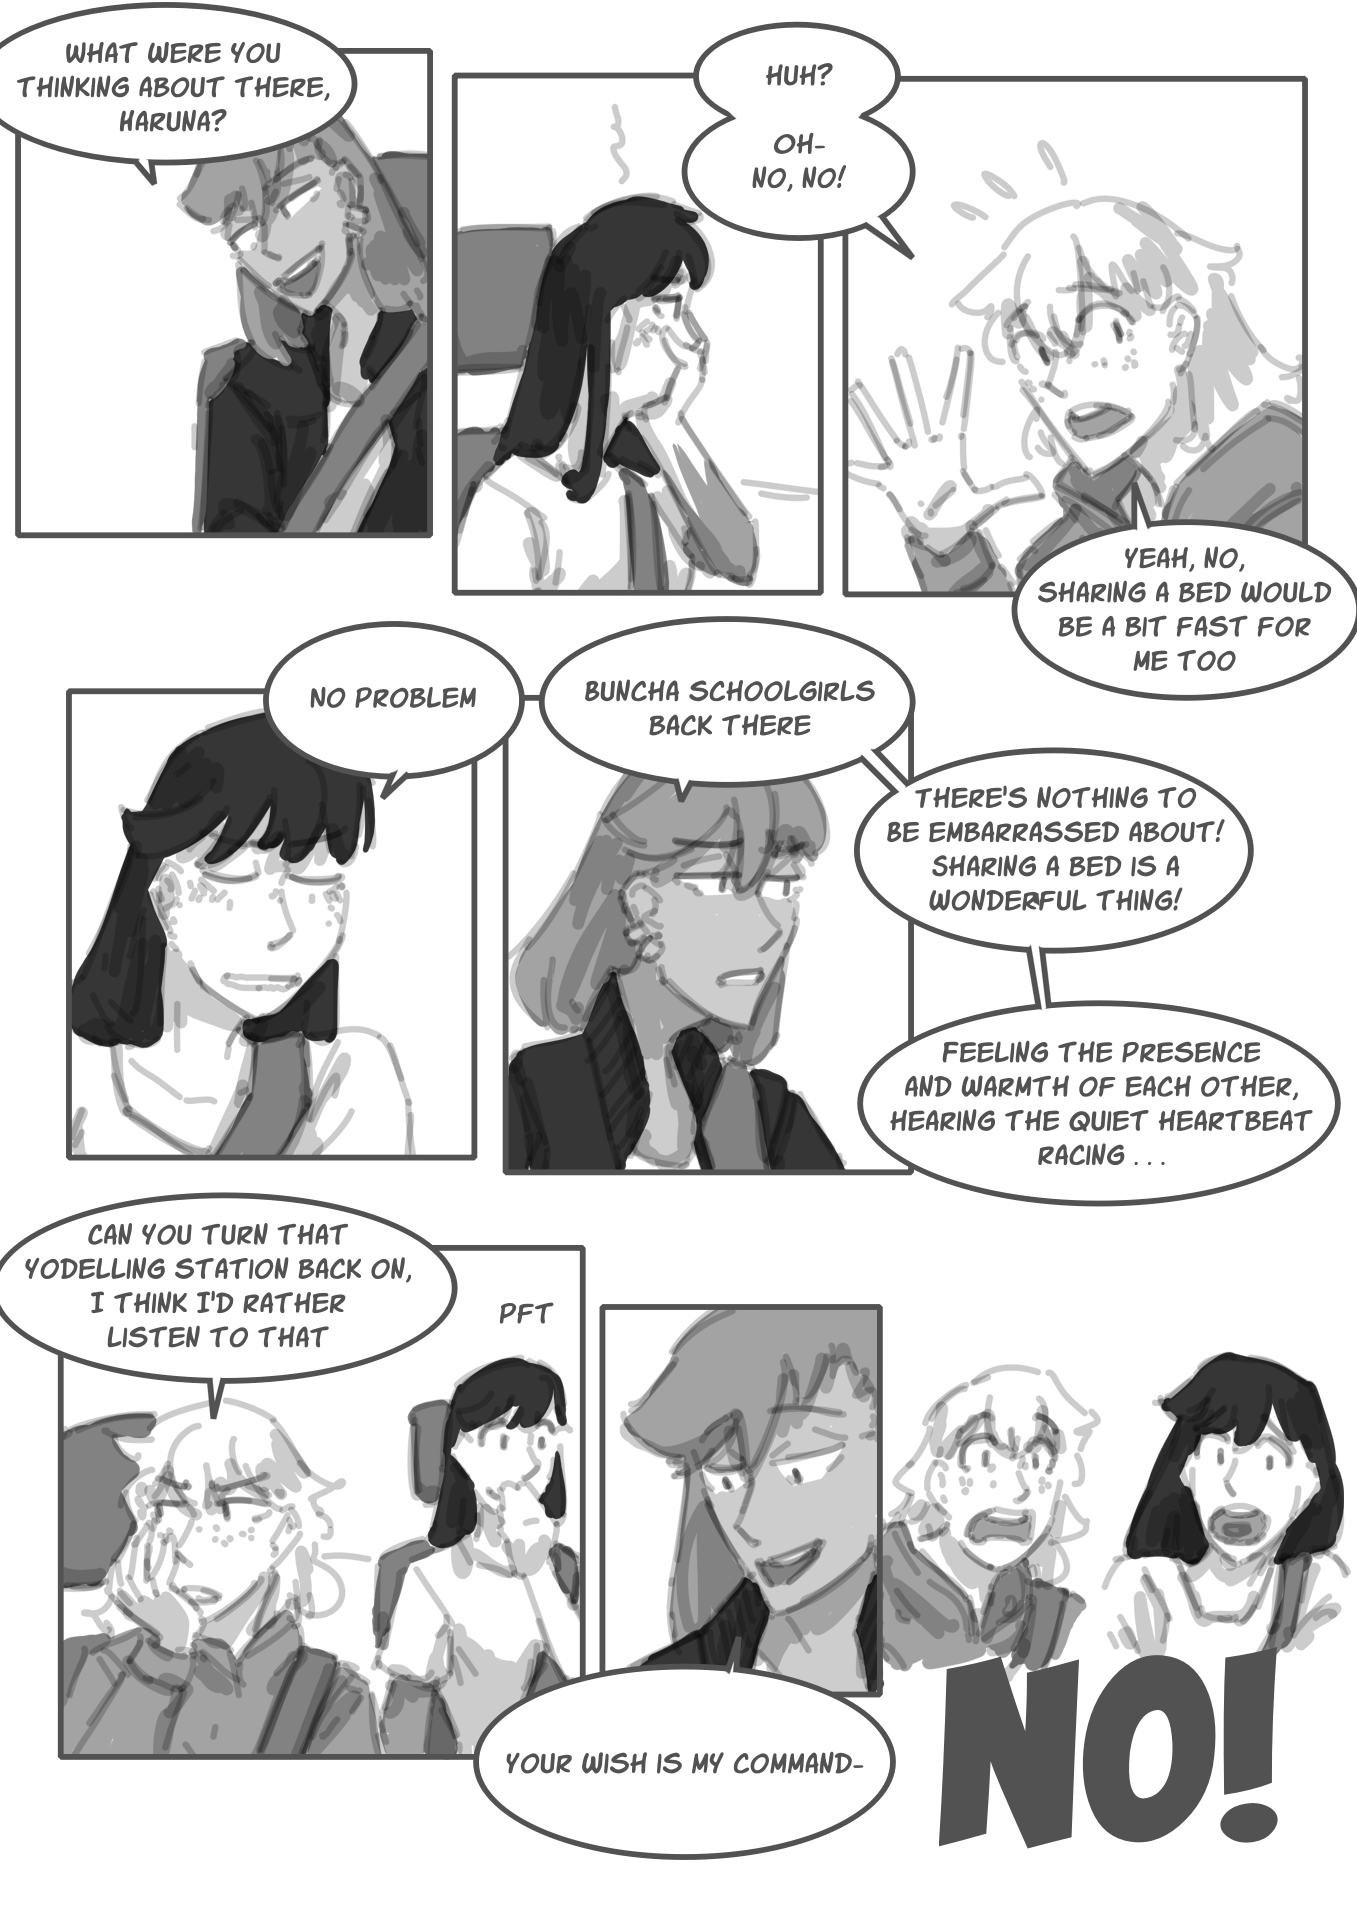 WHAT WERE YOU
THINKING ABOUT THERE,
HARUNA?
HUH?
OH-
NO, NO!
YEAH, NO,
SHARING A BED WOULD
BE A BIT FAST FOR
ME TOO
NO PROBLEM
BUNCHA SCHOOLGIRLS
BACK THERE
THERE'S NOTHING TO
BE EMBARRASSED ABOUT!
SHARING A BED IS A
WONDERFUL THING!
FEELING THE PRESENCE
AND WARMTH OF EACH OTHER,
HEARING THE QUIET HEARTBEAT
RACING . . .
CAN YOU TURN THAT
YODELLING STATION BACK ON,
I THINK I'D RATHER
LISTEN TO THAT
PFT
YOUR WISH IS MY COMMAND-
NO!